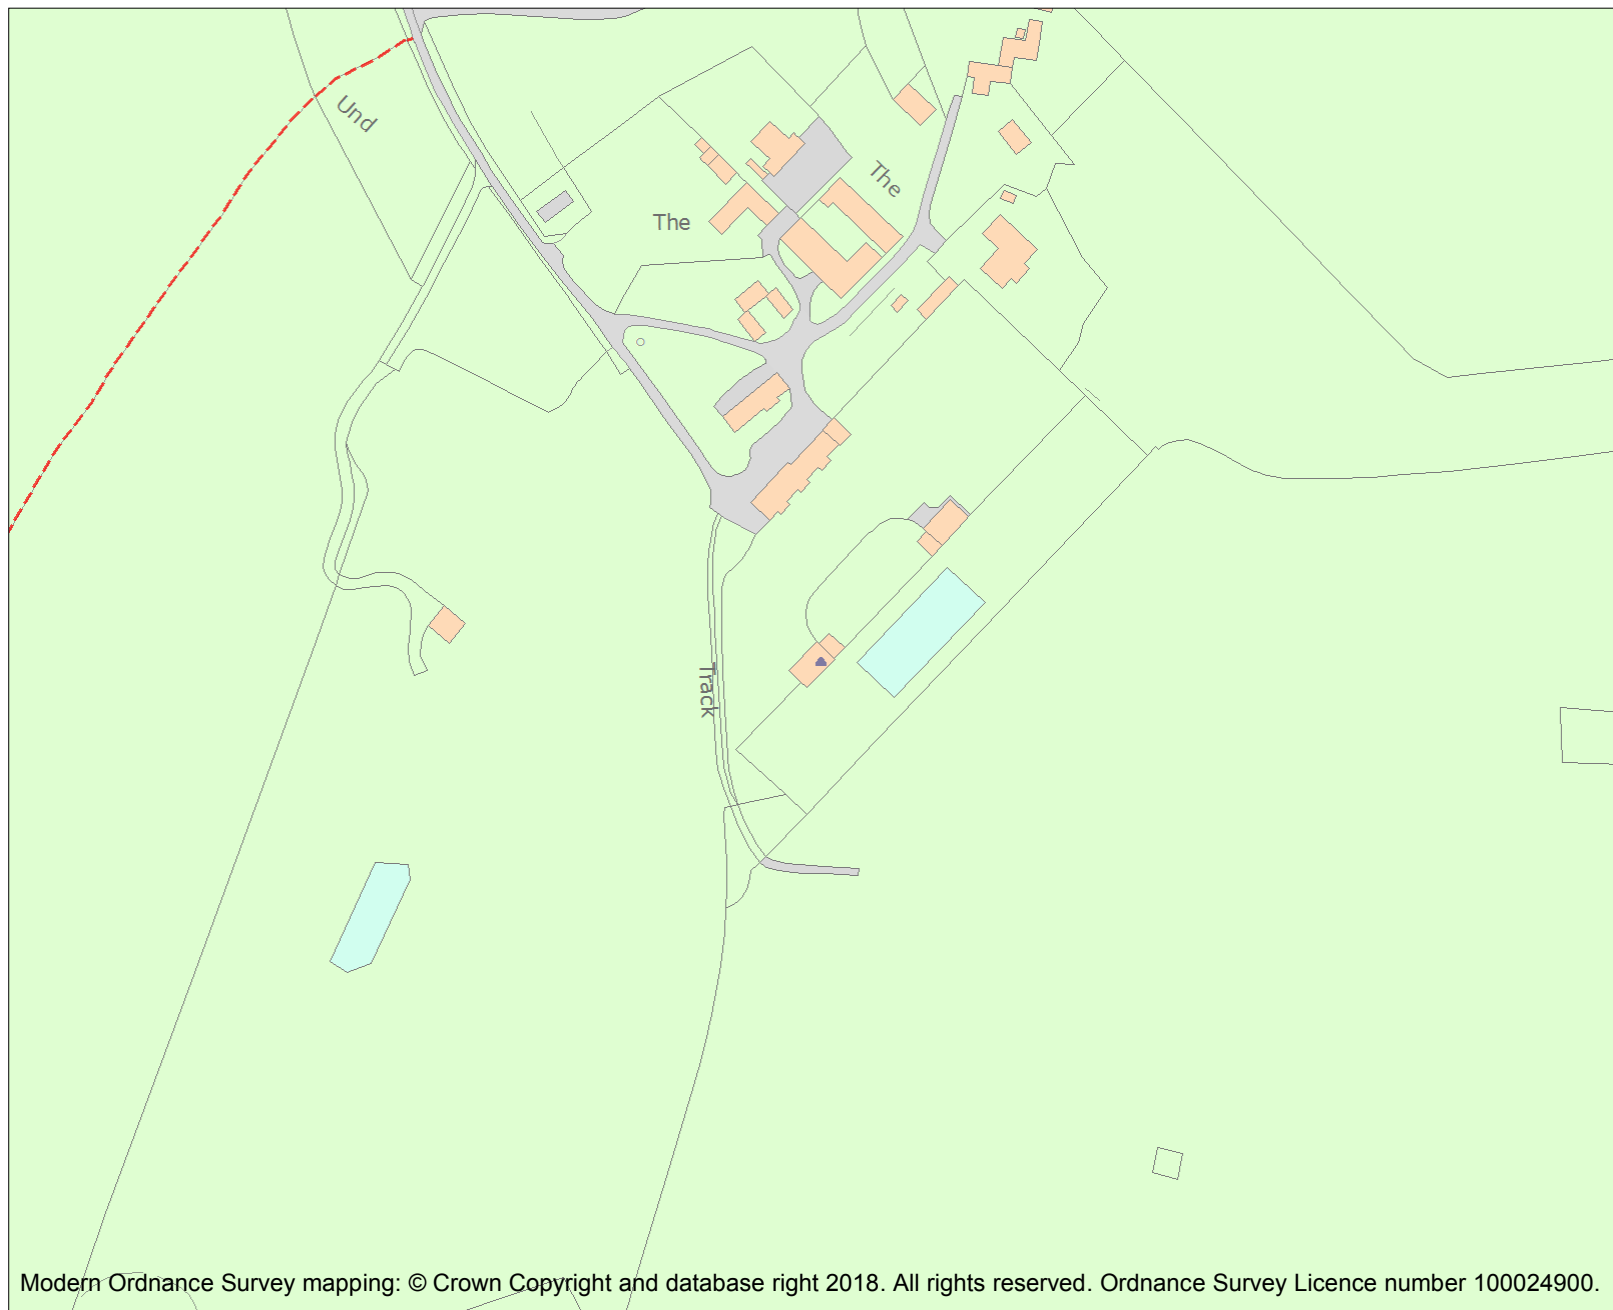 Und
The
The
Track
Modern Ordnance Survey mapping: © Crown Copyright and database right 2018. All rights reserved. Ordnance Survey Licence number 100024900.